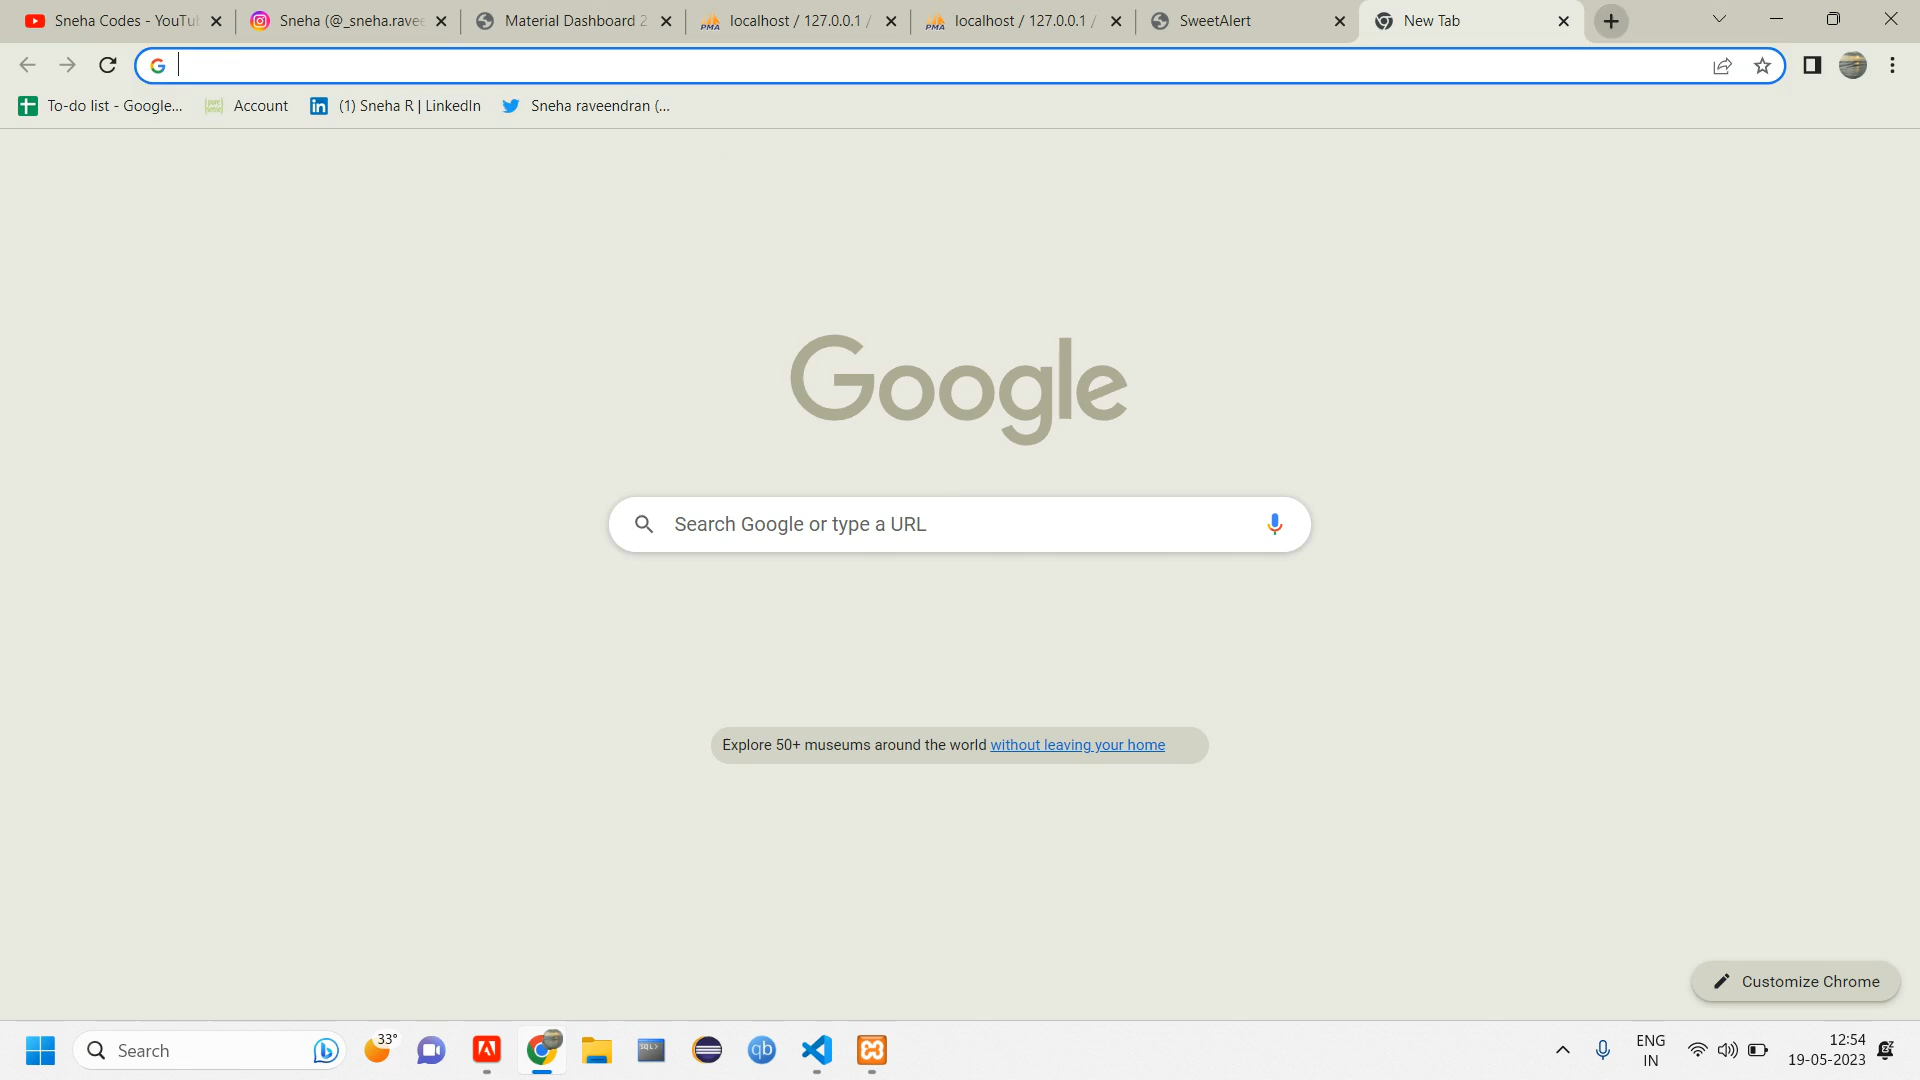 Sneha Codes - YouTu
Sneha (@_sneha.ravee
Material Dashboard 2
localhost / 127.0.0.1 /
localhost / 127.0.0.1 /
SweetAlert
New Tab
To-do list - Google...
Account
(1) Sneha R | LinkedIn
Sneha raveendran (...
Google
Search Google or type a URL
Explore 50+ museums around the world without leaving your home
Customize Chrome
Search
33°
ENG
IN
12:54
19-05-2023